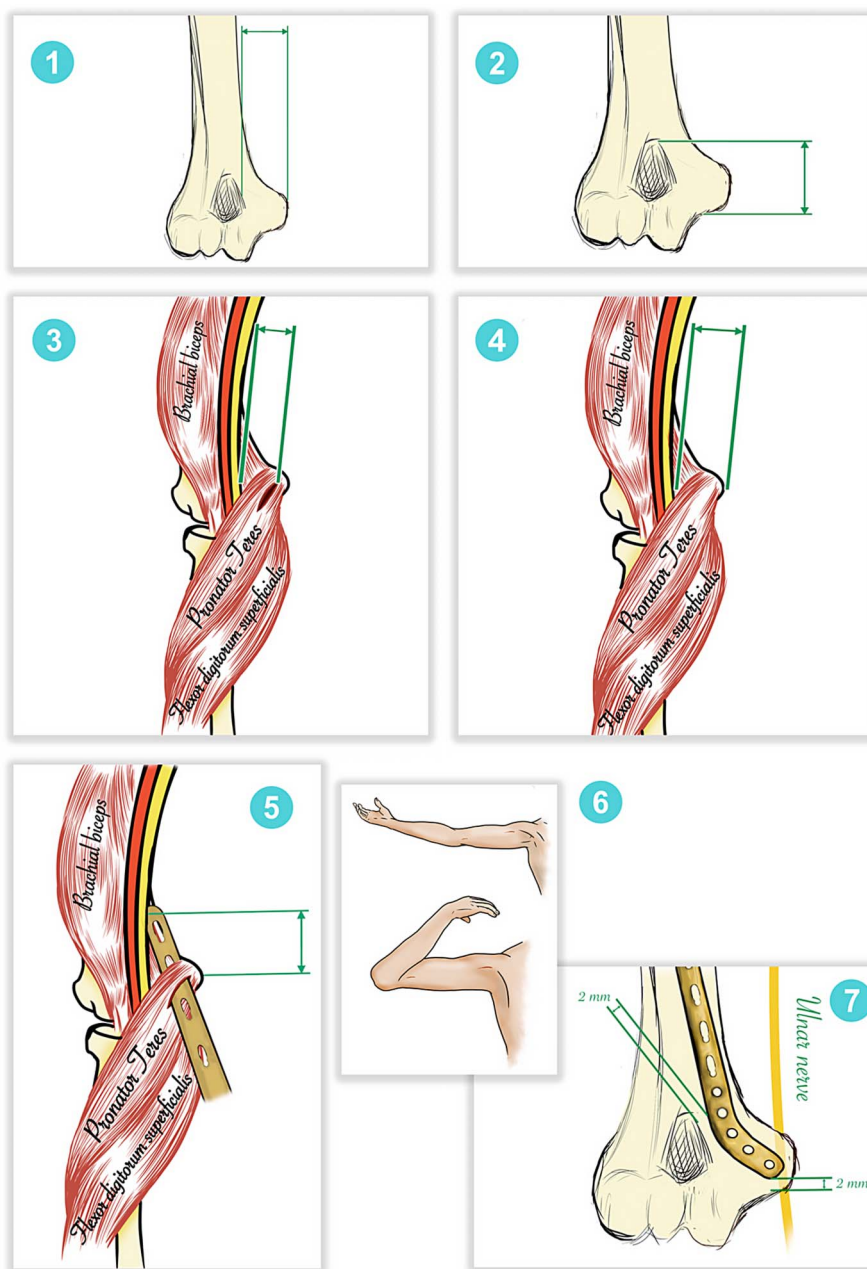 1
2
3
Brachial biceps
Pronator Teres
Flexor digitorum superficialis
4
Brachial biceps
Pronator Teres
Flexor digitorum superficialis
5
Brachial biceps
Pronator Teres
Flexor digitorum superficialis
6
7
2 mm
Ulnar nerve
2 mm